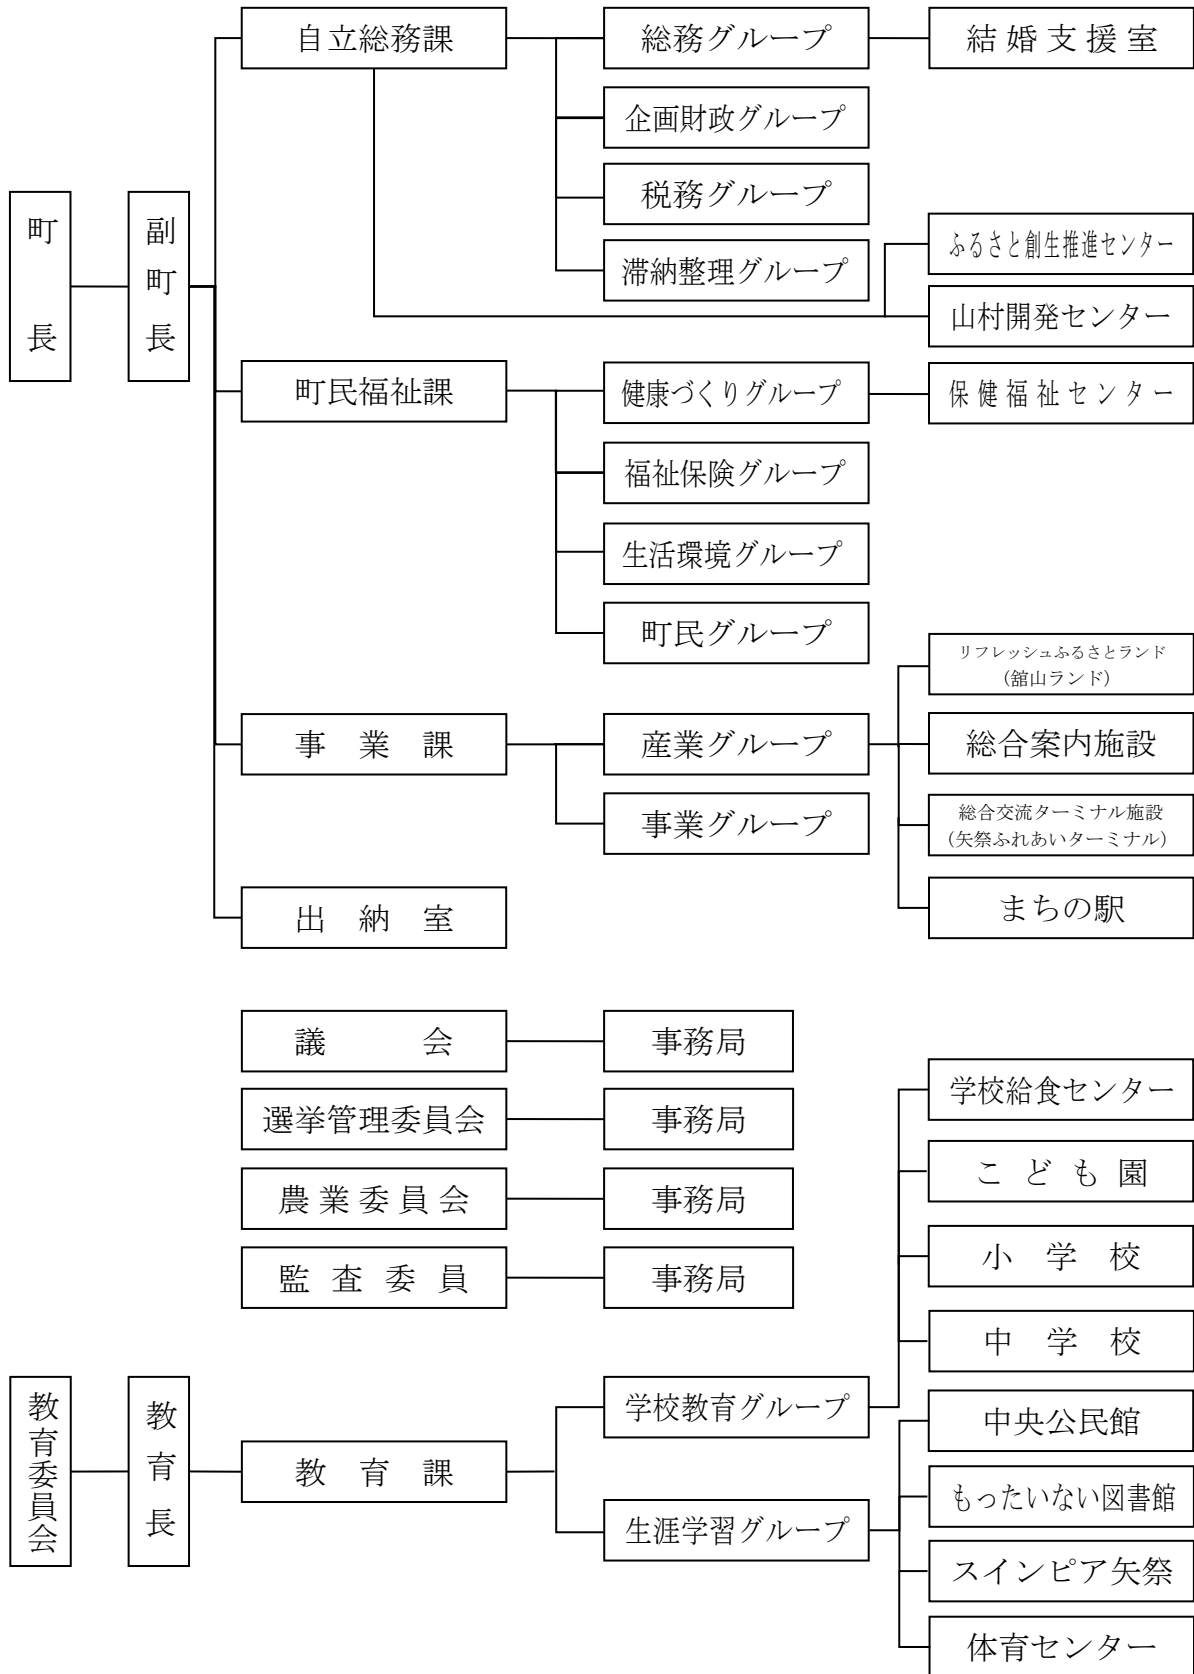 自立総務課
総務グループ
結婚支援室
企画財政グループ
税務グループ
滞納整理グループ
ふるさと創生推進センター
山村開発センター
町長
副町長
町民福祉課
健康づくりグループ
保健福祉センター
福祉保険グループ
生活環境グループ
町民グループ
事業課
産業グループ
リフレッシュふるさとランド
(舘山ランド)
総合案内施設
事業グループ
総合交流ターミナル施設
(矢祭ふれあいターミナル)
まちの駅
出納室
議会
事務局
選挙管理委員会
事務局
農業委員会
事務局
監査委員
事務局
教育委員会
教育長
教育課
学校教育グループ
学校給食センター
こども園
小学校
中学校
生涯学習グループ
中央公民館
もったいない図書館
スインピア矢祭
体育センター